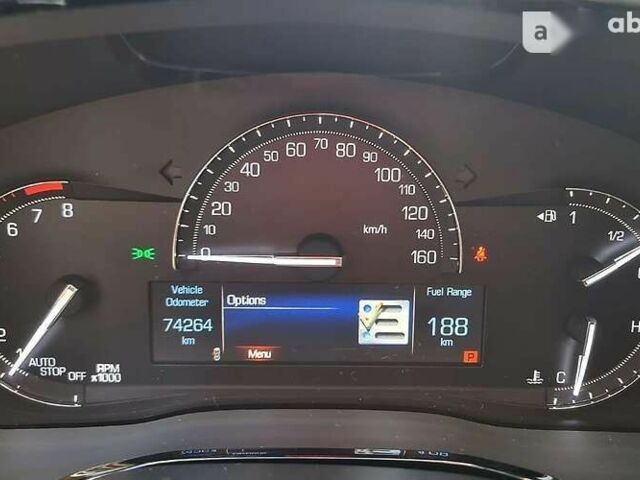 a
ab
0 10 20 30 40 50 60 70 80 90 100 110 120 140 160
km/h
6 7 8
2 1
AUTO STOP OFF
RPM x1000
1
1/2
H
C
Vehicle Odometer
74264
km
Options
Menu
Fuel Range
188
km
P